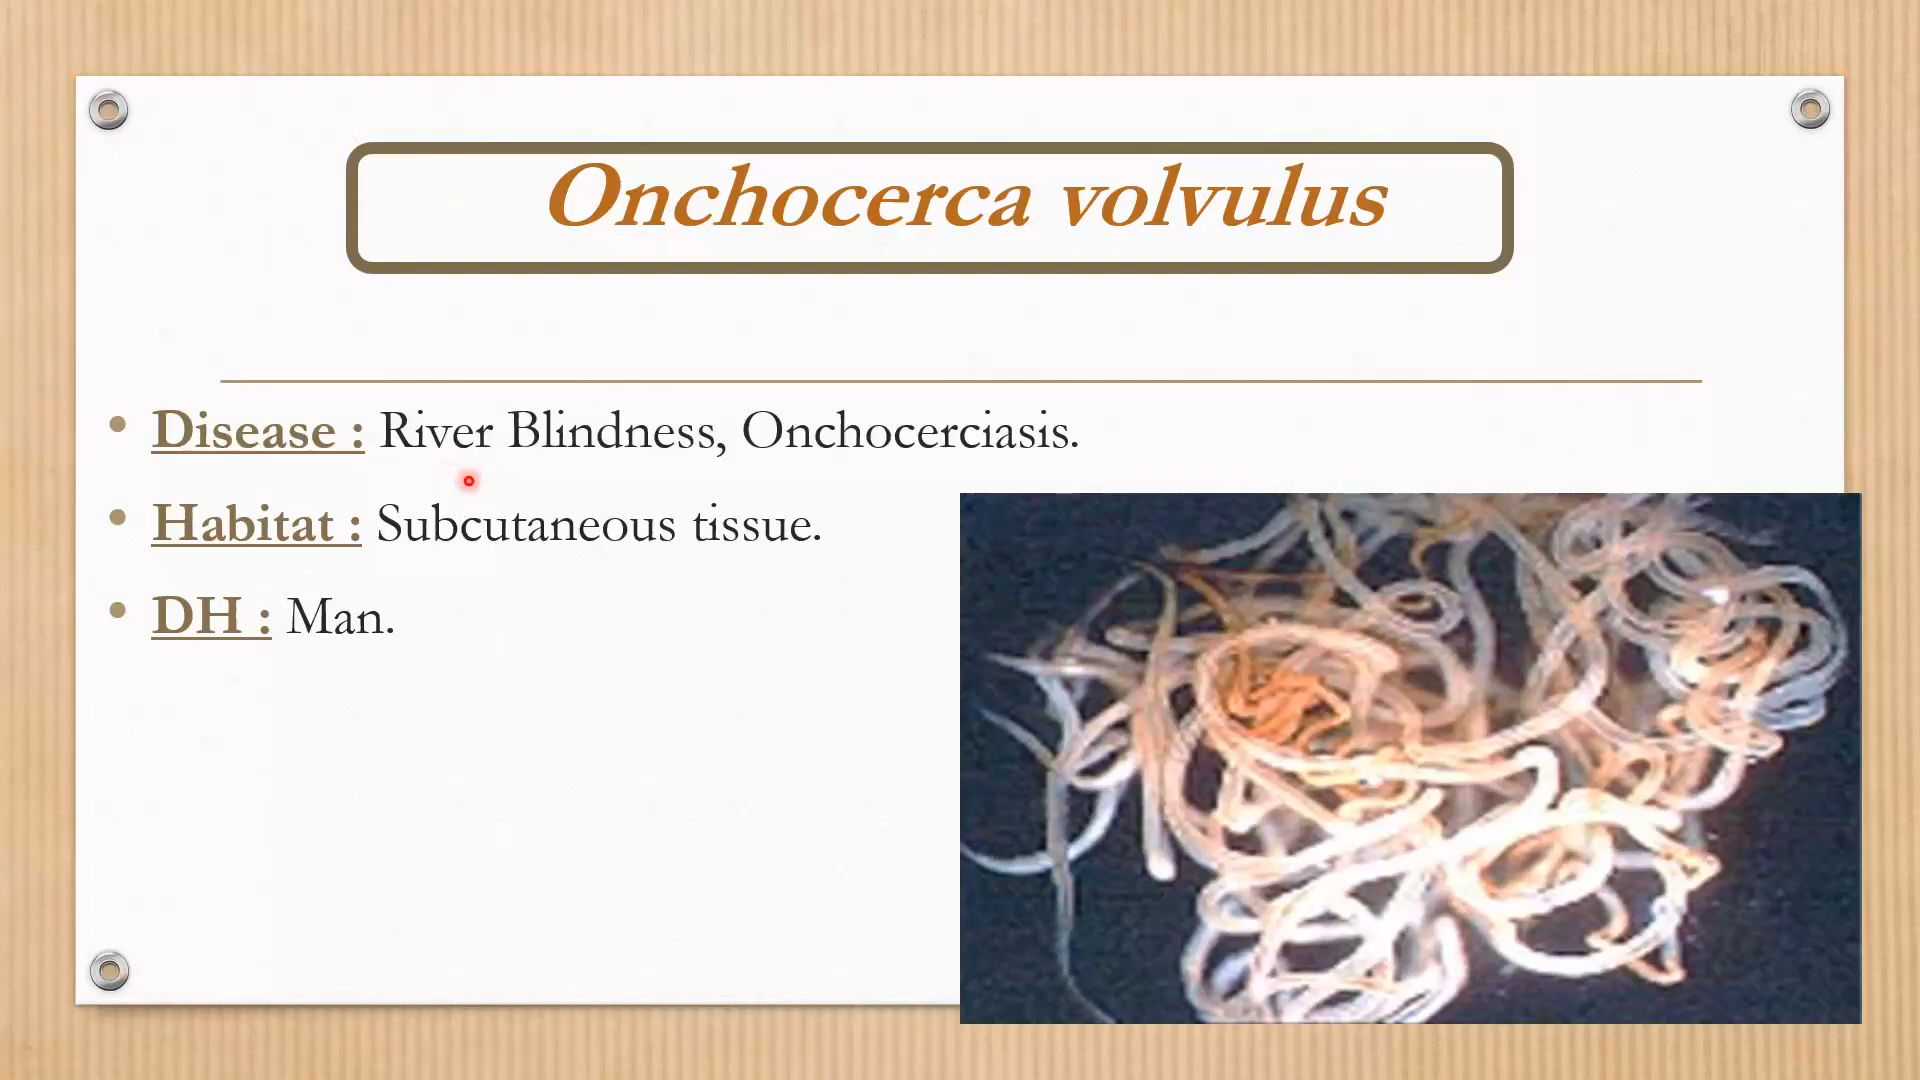 Onchocerca volvulus
• Disease : River Blindness, Onchocerciasis.
• Habitat : Subcutaneous tissue.
• DH : Man.